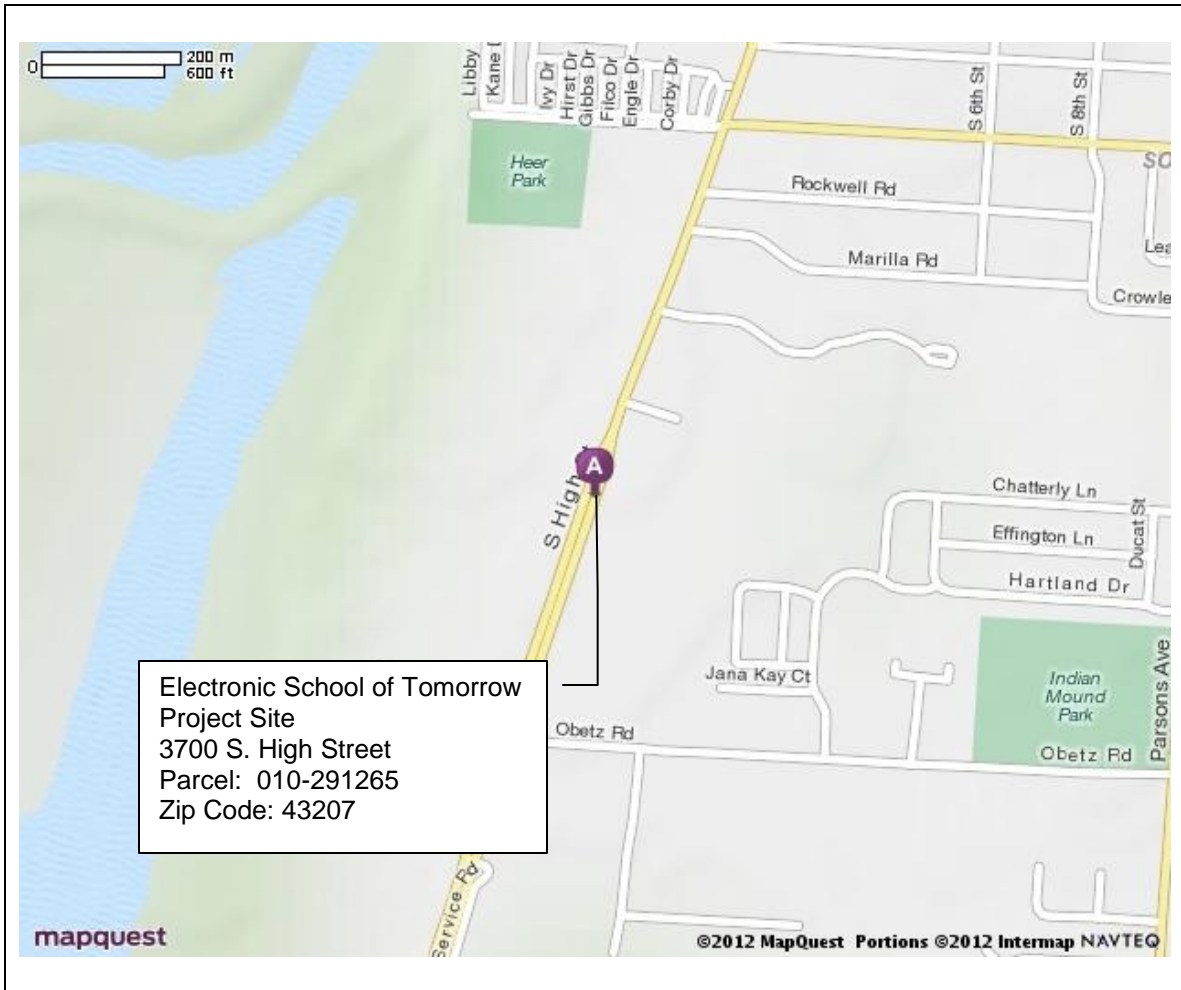 0
200 m
600 ft
Libby
Kane
Ivy Dr
Hirst Dr
Gibbs Dr
Filco Dr
Engle Dr
Corby Dr
S 6th St
S 8th St
SO
Heer
Park
Rockwell Rd
Marilla Rd
Lea
Crowle
A
S High
Chatterly Ln
Effington Ln
Ducat St
Hartland Dr
Jana Kay Ct
Indian
Mound
Park
Parsons Ave
Obetz Rd
Obetz Rd
Electronic School of Tomorrow
Project Site
3700 S. High Street
Parcel: 010-291265
Zip Code: 43207
Service Rd
mapquest
©2012 MapQuest Portions ©2012 Intermap NAVTEQ